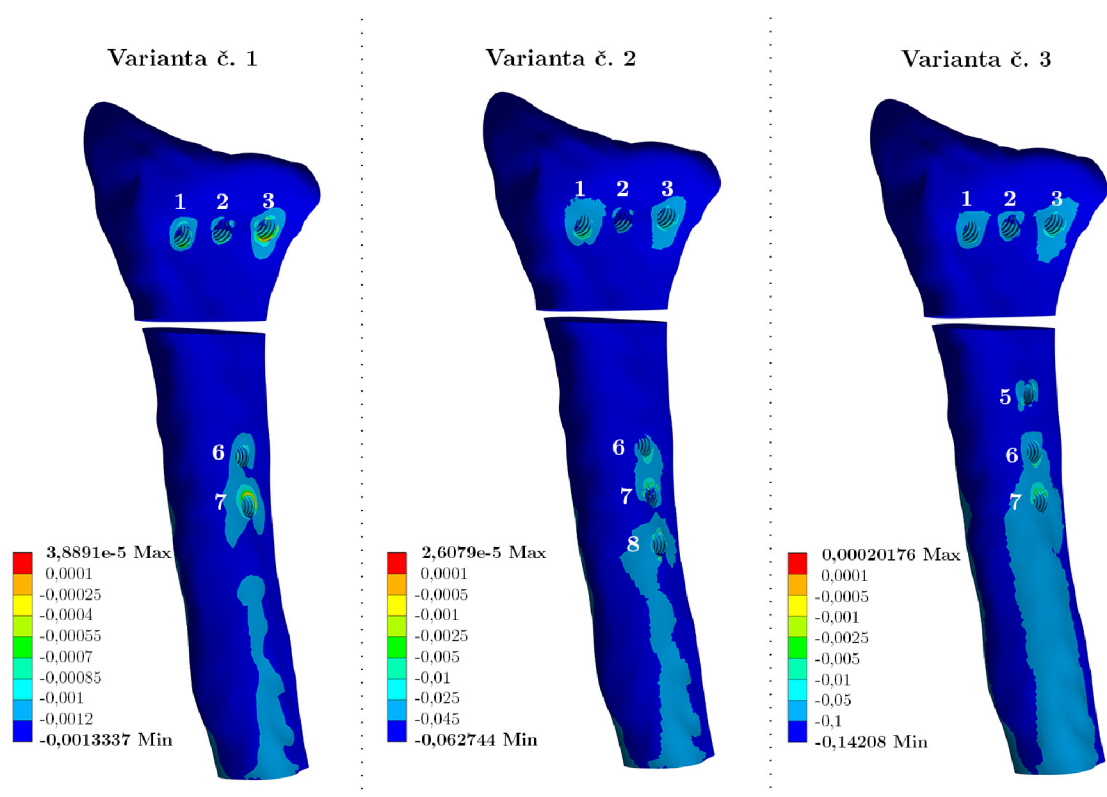 Varianta č. 1
1 2 3
6
7
3,8891e-5 Max
0,0001
-0,00025
-0,0004
-0,00055
-0,0007
-0,00085
-0,001
-0,0012
-0,0013337 Min
Varianta č. 2
1 2 3
6
7
8
2,6079e-5 Max
0,0001
-0,0005
-0,001
-0,0025
-0,005
-0,01
-0,025
-0,045
-0,062744 Min
Varianta č. 3
1 2 3
5
6
7
0,00020176 Max
0,0001
-0,0005
-0,001
-0,0025
-0,005
-0,01
-0,05
-0,1
-0,14208 Min